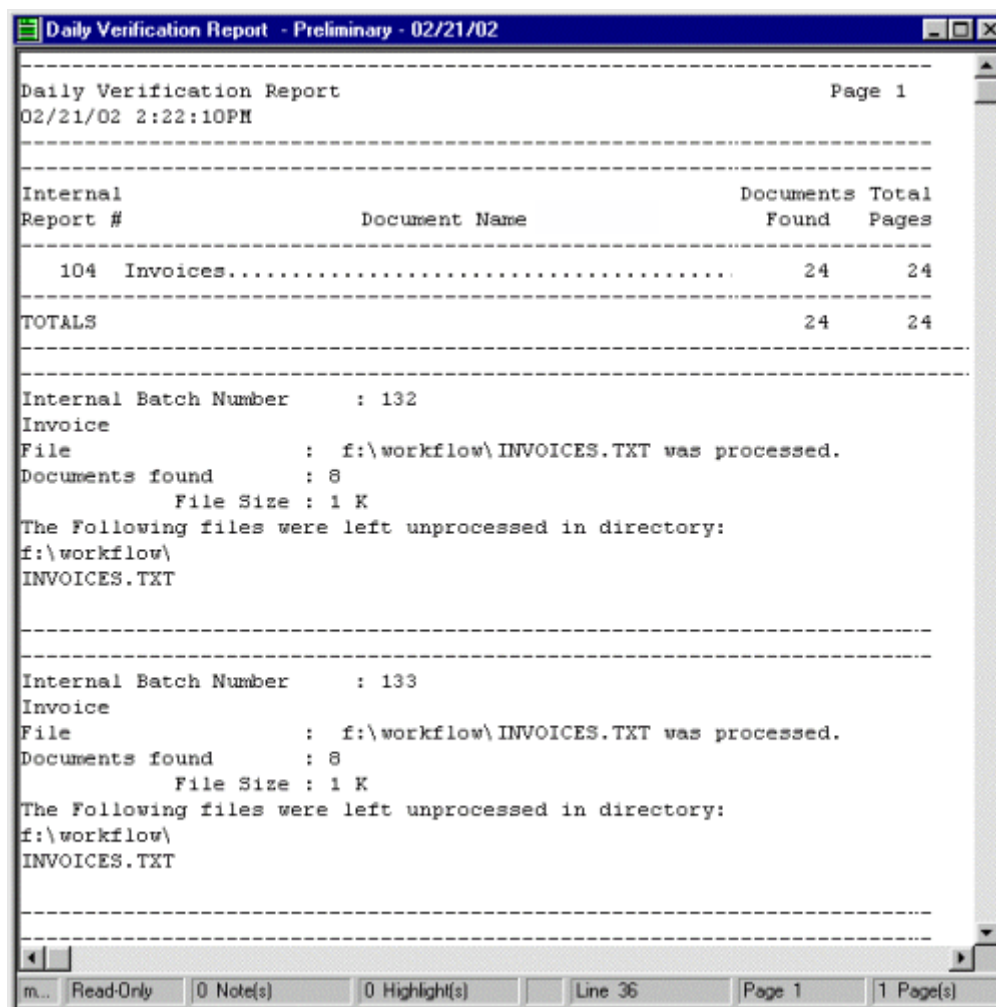 Daily Verification Report - Preliminary - 02/21/02
------------------------------------------------------------------------
Daily Verification Report Page 1
02/21/02 2:22:10PM
------------------------------------------------------------------------
------------------------------------------------------------------------
Internal Documents Total
Report # Document Name Found Pages
------------------------------------------------------------------------
104 Invoices........................................ 24 24
------------------------------------------------------------------------
TOTALS 24 24
---------------------------------------------------------------------------
---------------------------------------------------------------------------
Internal Batch Number : 132
Invoice
File : f:\workflow\INVOICES.TXT was processed.
Documents found : 8
File Size : 1 K
The Following files were left unprocessed in directory:
f:\workflow\
INVOICES.TXT
------------------------------------------------------------------------
------------------------------------------------------------------------
Internal Batch Number : 133
Invoice
File : f:\workflow\INVOICES.TXT was processed.
Documents found : 8
File Size : 1 K
The Following files were left unprocessed in directory:
f:\workflow\
INVOICES.TXT
------------------------------------------------------------------------
------------------------------------------------------------------------
m... Read-Only 0 Note(s) 0 Highlight(s) Line 36 Page 1 1 Page(s)